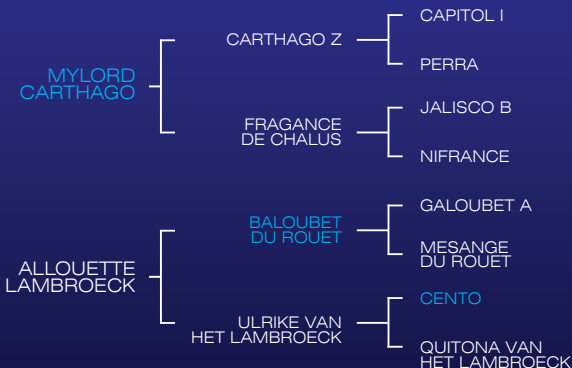 CAPITOL I
CARTHAGO Z
PERRA
MYLORD
CARTHAGO
JALISCO B
FRAGANCE
DE CHALUS
NIFRANCE
GALOUBET A
BALOUBET
DU ROUET
MESANGE
DU ROUET
ALLOUETTE
LAMBROECK
CENTO
ULRIKE VAN
HET LAMBROECK
QUITONA VAN
HET LAMBROECK